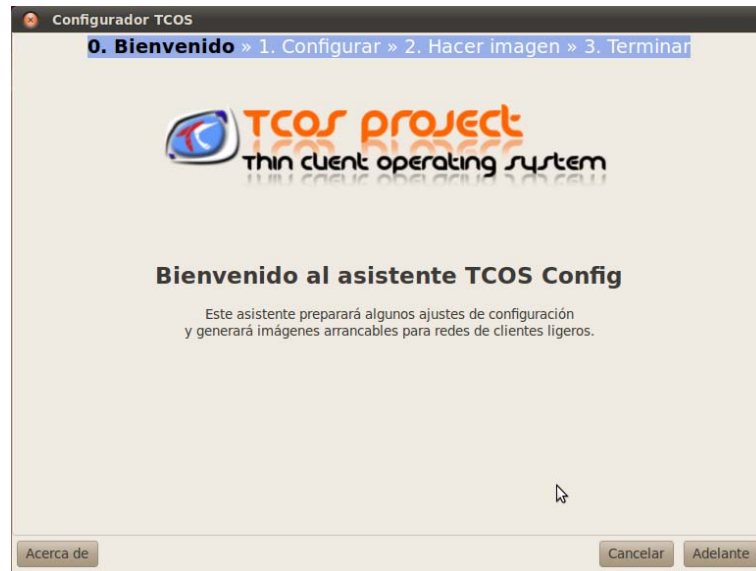 Configurador TCOS
0. Bienvenido » 1. Configurar » 2. Hacer imagen » 3. Terminar
TCOS project
Thin client operating system
Bienvenido al asistente TCOS Config
Este asistente preparará algunos ajustes de configuración
y generará imágenes arrancables para redes de clientes ligeros.
Acerca de
Cancelar
Adelante